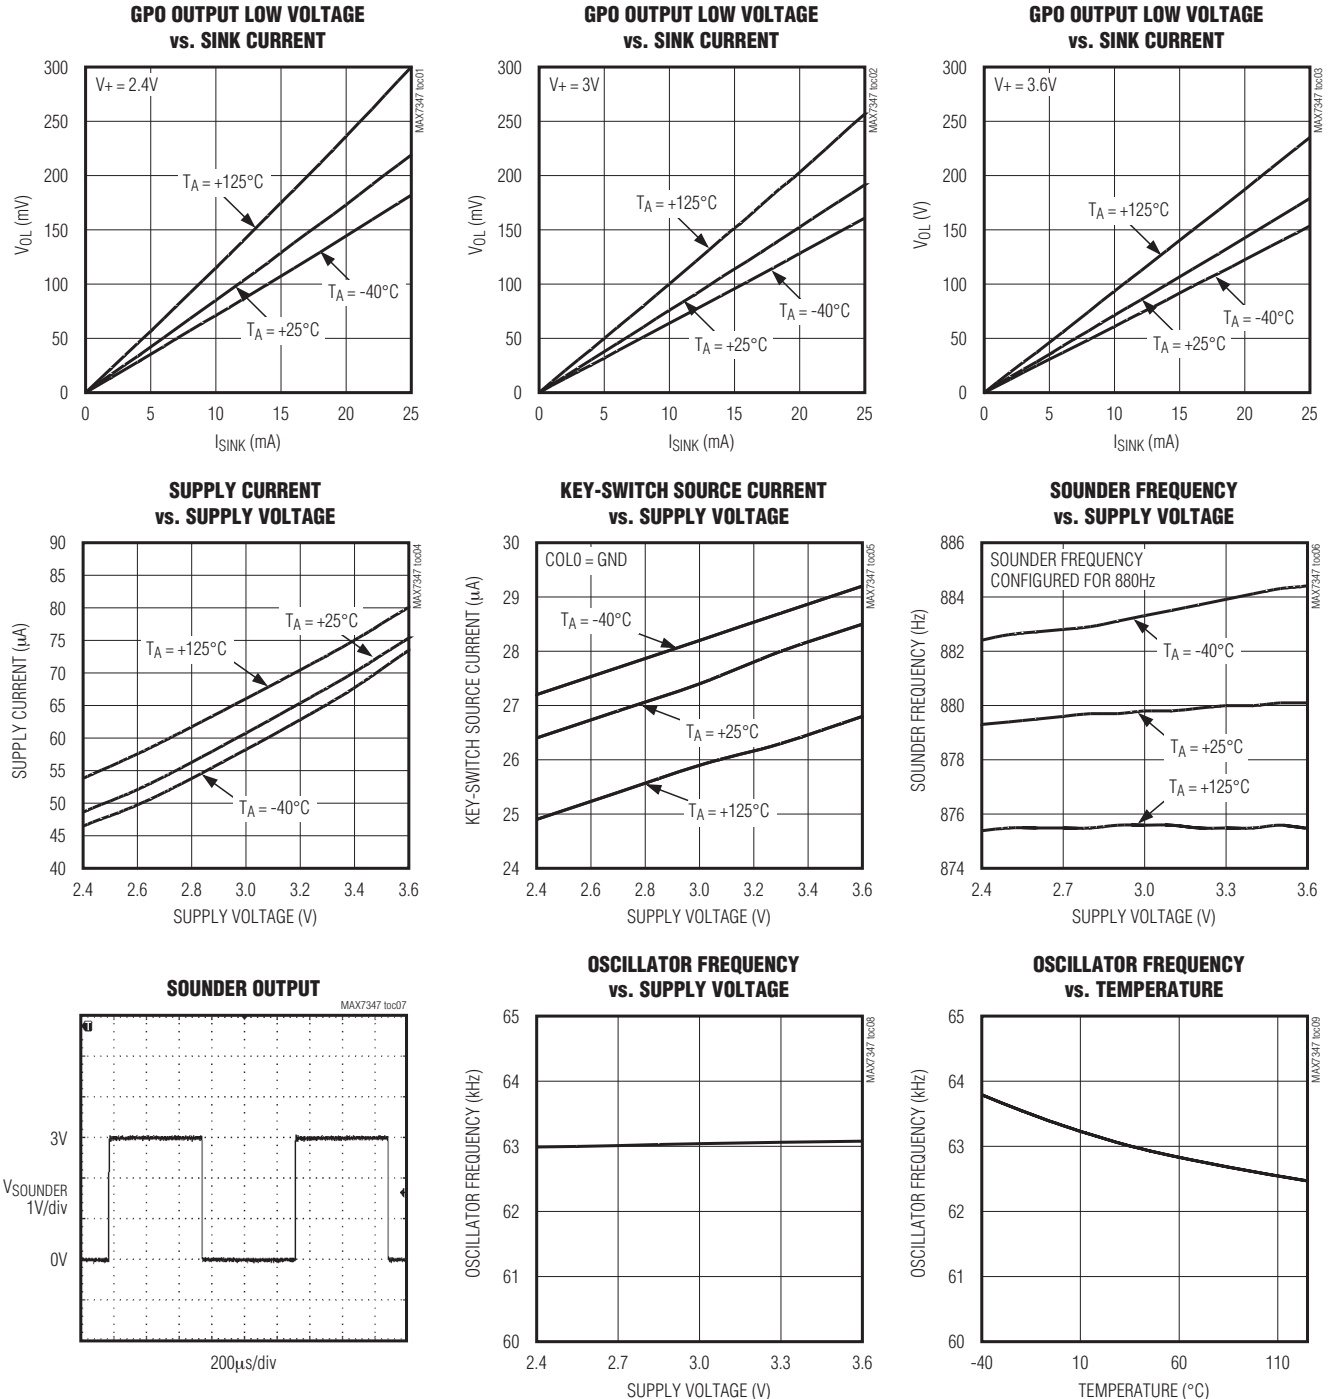 GPO OUTPUT LOW VOLTAGE
vs. SINK CURRENT
V+ = 2.4V
MAX7347 toc01
300
250
200
150
100
50
0
VOL (mV)
TA = +125°C
TA = -40°C
TA = +25°C
0 5 10 15 20 25
ISINK (mA)
GPO OUTPUT LOW VOLTAGE
vs. SINK CURRENT
V+ = 3V
MAX7347 toc02
300
250
200
150
100
50
0
VOL (mV)
TA = +125°C
TA = -40°C
TA = +25°C
0 5 10 15 20 25
ISINK (mA)
GPO OUTPUT LOW VOLTAGE
vs. SINK CURRENT
V+ = 3.6V
MAX7347 toc03
300
250
200
150
100
50
0
VOL (V)
TA = +125°C
TA = -40°C
TA = +25°C
0 5 10 15 20 25
ISINK (mA)
SUPPLY CURRENT
vs. SUPPLY VOLTAGE
MAX7347 toc04
90
85
80
75
70
65
60
55
50
45
40
SUPPLY CURRENT (µA)
TA = +25°C
TA = +125°C
TA = -40°C
2.4 2.6 2.8 3.0 3.2 3.4 3.6
SUPPLY VOLTAGE (V)
KEY-SWITCH SOURCE CURRENT
vs. SUPPLY VOLTAGE
COL0 = GND
MAX7347 toc05
30
29
28
27
26
25
24
KEY-SWITCH SOURCE CURRENT (µA)
TA = -40°C
TA = +25°C
TA = +125°C
2.4 2.6 2.8 3.0 3.2 3.4 3.6
SUPPLY VOLTAGE (V)
SOUNDER FREQUENCY
vs. SUPPLY VOLTAGE
SOUNDER FREQUENCY
CONFIGURED FOR 880Hz
MAX7347 toc06
886
884
882
880
878
876
874
SOUNDER FREQUENCY (Hz)
TA = -40°C
TA = +25°C
TA = +125°C
2.4 2.7 3.0 3.3 3.6
SUPPLY VOLTAGE (V)
SOUNDER OUTPUT
MAX7347 toc07
T
3V
VSOUNDER
1V/div
0V
200µs/div
OSCILLATOR FREQUENCY
vs. SUPPLY VOLTAGE
MAX7347 toc08
65
64
63
62
61
60
OSCILLATOR FREQUENCY (kHz)
2.4 2.7 3.0 3.3 3.6
SUPPLY VOLTAGE (V)
OSCILLATOR FREQUENCY
vs. TEMPERATURE
MAX7347 toc09
65
64
63
62
61
60
OSCILLATOR FREQUENCY (kHz)
-40 10 60 110
TEMPERATURE (°C)